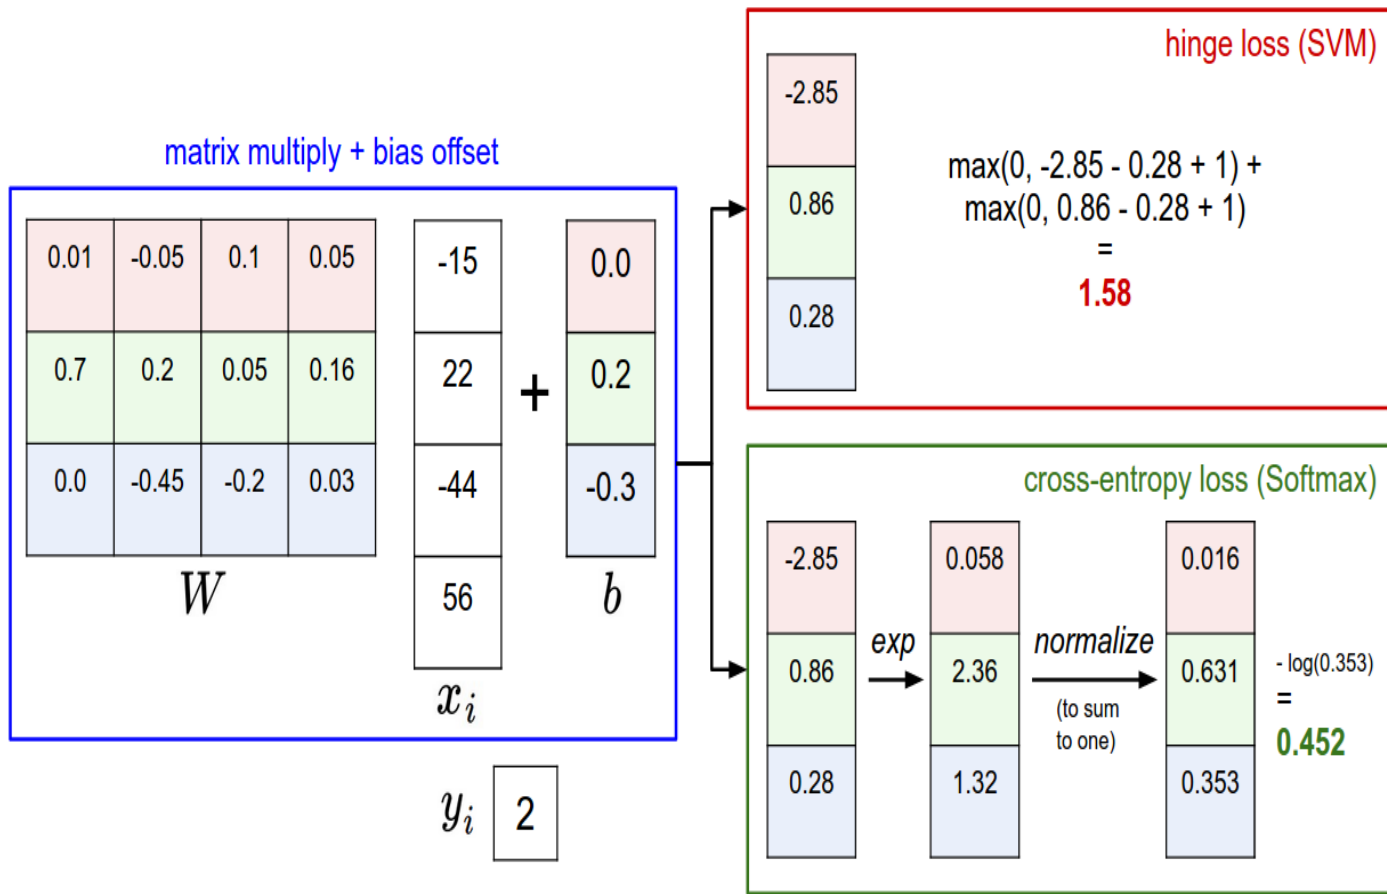 matrix multiply + bias offset
0.01 -0.05 0.1 0.05
0.7 0.2 0.05 0.16
0.0 -0.45 -0.2 0.03
W
-15
22
-44
56
x_i
+
0.0
0.2
-0.3
b
y_i 2
hinge loss (SVM)
-2.85
0.86
0.28
max(0, -2.85 - 0.28 + 1) +
max(0, 0.86 - 0.28 + 1)
=
1.58
cross-entropy loss (Softmax)
-2.85
0.86
0.28
exp
0.058
2.36
1.32
normalize
(to sum
to one)
0.016
0.631
0.353
- log(0.353)
=
0.452